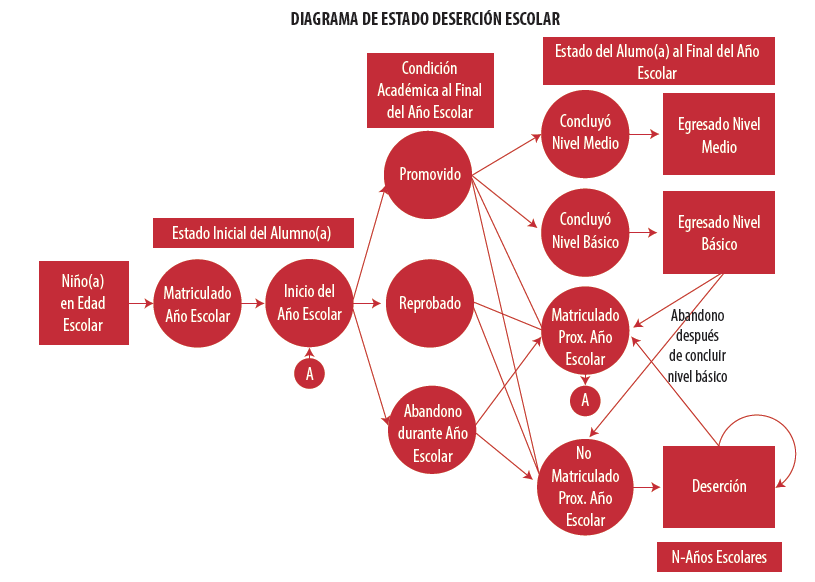 DIAGRAMA DE ESTADO DESERCIÓN ESCOLAR
Niño(a)
en Edad
Escolar
Estado Inicial del Alumno(a)
Matriculado
Año Escolar
Inicio del
Año Escolar
A
Condición
Académica al Final
del Año Escolar
Promovido
Reprobado
Abandono
durante Año
Escolar
Estado del Alumo(a) al Final del Año
Escolar
Concluyó
Nivel Medio
Egresado Nivel
Medio
Concluyó
Nivel Básico
Egresado Nivel
Básico
Matriculado
Prox. Año
Escolar
A
Abandono
después
de concluir
nivel básico
No
Matriculado
Prox. Año
Escolar
Deserción
N-Años Escolares